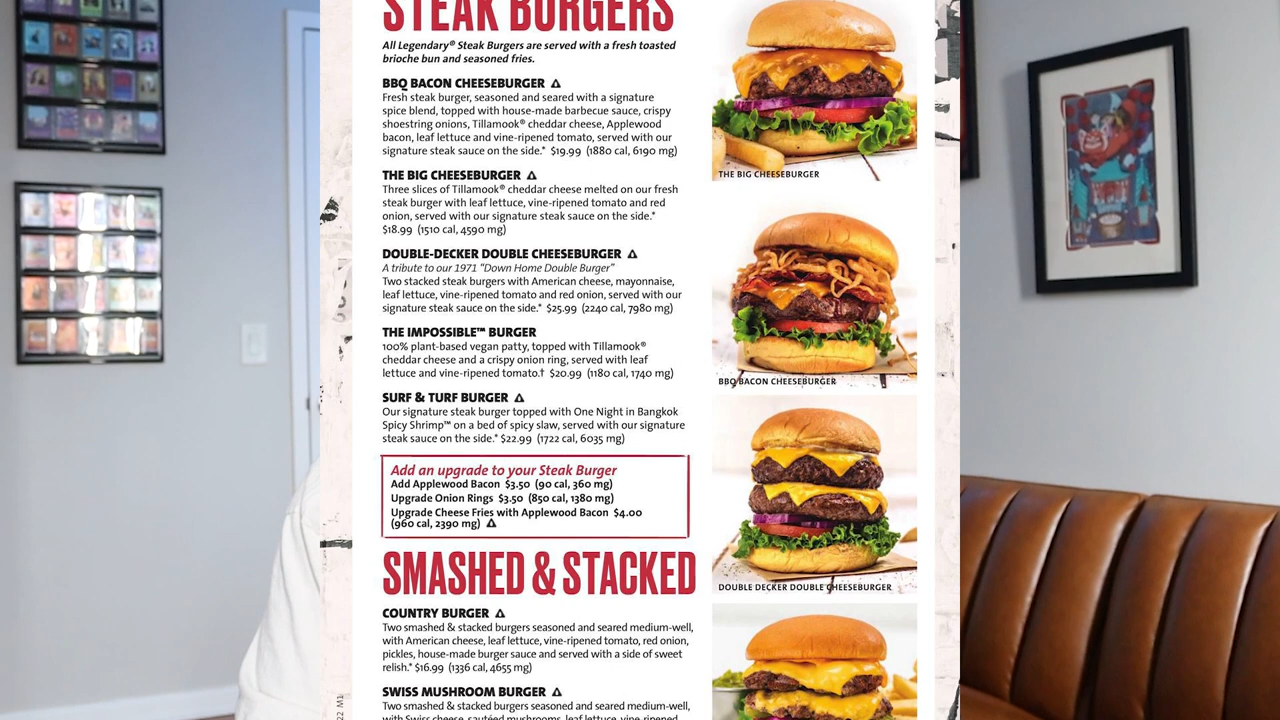 STEAK BURGERS
All Legendary® Steak Burgers are served with a fresh toasted
brioche bun and seasoned fries.
BBQ BACON CHEESEBURGER
Fresh steak burger, seasoned and seared with a signature
spice blend, topped with house-made barbecue sauce, crispy
shoestring onions, Tillamook® cheddar cheese, Applewood
bacon, leaf lettuce and vine-ripened tomato, served with our
signature steak sauce on the side.* $19.99 (1880 cal, 6190 mg)
THE BIG CHEESEBURGER
Three slices of Tillamook® cheddar cheese melted on our fresh
steak burger with leaf lettuce, vine-ripened tomato and red
onion, served with our signature steak sauce on the side.*
$18.99 (1510 cal, 4590 mg)
DOUBLE-DECKER DOUBLE CHEESEBURGER
A tribute to our 1971 “Down Home Double Burger”
Two stacked steak burgers with American cheese, mayonnaise,
leaf lettuce, vine-ripened tomato and red onion, served with our
signature steak sauce on the side.* $25.99 (2240 cal, 7980 mg)
THE IMPOSSIBLE™ BURGER
100% plant-based vegan patty, topped with Tillamook®
cheddar cheese and a crispy onion ring, served with leaf
lettuce and vine-ripened tomato.† $20.99 (1180 cal, 1740 mg)
SURF & TURF BURGER
Our signature steak burger topped with One Night in Bangkok
Spicy Shrimp™ on a bed of spicy slaw, served with our signature
steak sauce on the side.* $22.99 (1722 cal, 6035 mg)
Add an upgrade to your Steak Burger
Add Applewood Bacon $3.50 (90 cal, 360 mg)
Upgrade Onion Rings $3.50 (850 cal, 1380 mg)
Upgrade Cheese Fries with Applewood Bacon $4.00
(960 cal, 2390 mg)
SMASHED & STACKED
COUNTRY BURGER
Two smashed & stacked burgers seasoned and seared medium-well,
with American cheese, leaf lettuce, vine-ripened tomato, red onion,
pickles, house-made burger sauce and served with a side of sweet
relish.* $16.99 (1336 cal, 4655 mg)
SWISS MUSHROOM BURGER
Two smashed & stacked burgers seasoned and seared medium-well,
with Swiss cheese, sautéed mushrooms, leaf lettuce, vine-ripened
THE BIG CHEESEBURGER
BBQ BACON CHEESEBURGER
DOUBLE DECKER DOUBLE CHEESEBURGER